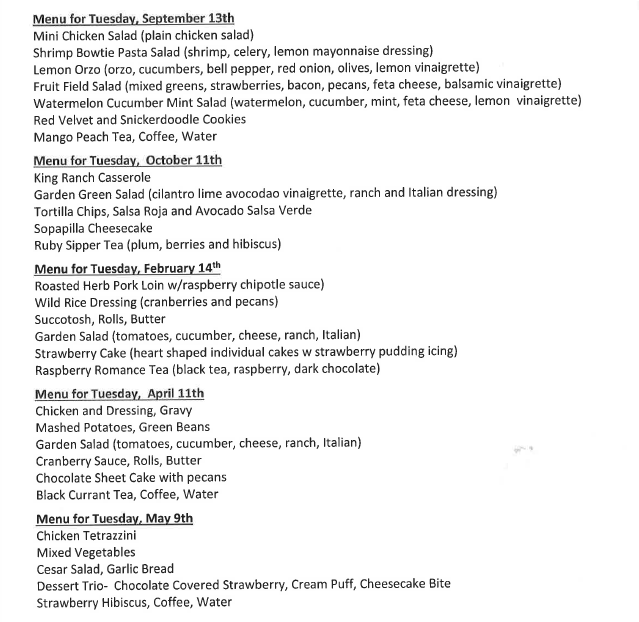 Menu for Tuesday, September 13th
Mini Chicken Salad (plain chicken salad)
Shrimp Bowtie Pasta Salad (shrimp, celery, lemon mayonnaise dressing)
Lemon Orzo (orzo, cucumbers, bell pepper, red onion, olives, lemon vinaigrette)
Fruit Field Salad (mixed greens, strawberries, bacon, pecans, feta cheese, balsamic vinaigrette)
Watermelon Cucumber Mint Salad (watermelon, cucumber, mint, feta cheese, lemon vinaigrette)
Red Velvet and Snickerdoodle Cookies
Mango Peach Tea, Coffee, Water
Menu for Tuesday, October 11th
King Ranch Casserole
Garden Green Salad (cilantro lime avocodao vinaigrette, ranch and Italian dressing)
Tortilla Chips, Salsa Roja and Avocado Salsa Verde
Sopapilla Cheesecake
Ruby Sipper Tea (plum, berries and hibiscus)
Menu for Tuesday, February 14th
Roasted Herb Pork Loin w/raspberry chipotle sauce)
Wild Rice Dressing (cranberries and pecans)
Succotosh, Rolls, Butter
Garden Salad (tomatoes, cucumber, cheese, ranch, Italian)
Strawberry Cake (heart shaped individual cakes w strawberry pudding icing)
Raspberry Romance Tea (black tea, raspberry, dark chocolate)
Menu for Tuesday, April 11th
Chicken and Dressing, Gravy
Mashed Potatoes, Green Beans
Garden Salad (tomatoes, cucumber, cheese, ranch, Italian)
Cranberry Sauce, Rolls, Butter
Chocolate Sheet Cake with pecans
Black Currant Tea, Coffee, Water
Menu for Tuesday, May 9th
Chicken Tetrazzini
Mixed Vegetables
Cesar Salad, Garlic Bread
Dessert Trio- Chocolate Covered Strawberry, Cream Puff, Cheesecake Bite
Strawberry Hibiscus, Coffee, Water